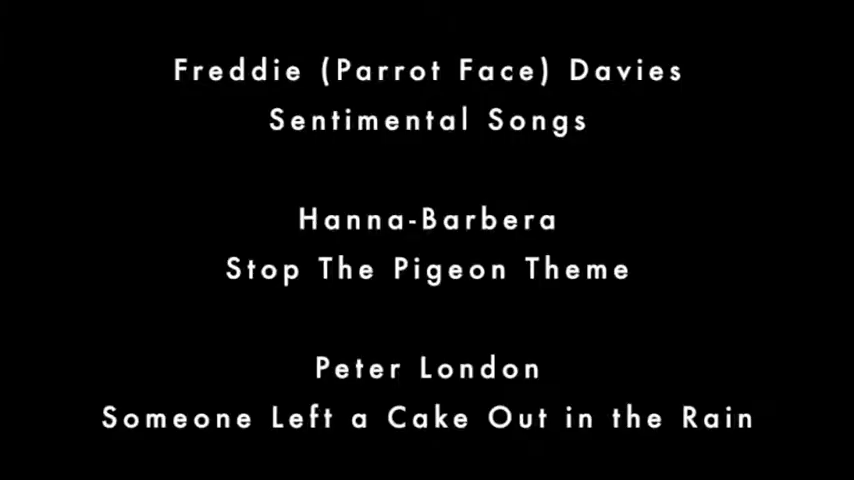 Freddie (Parrot Face) Davies
Sentimental Songs
Hanna-Barbera
Stop The Pigeon Theme
Peter London
Someone Left a Cake Out in the Rain